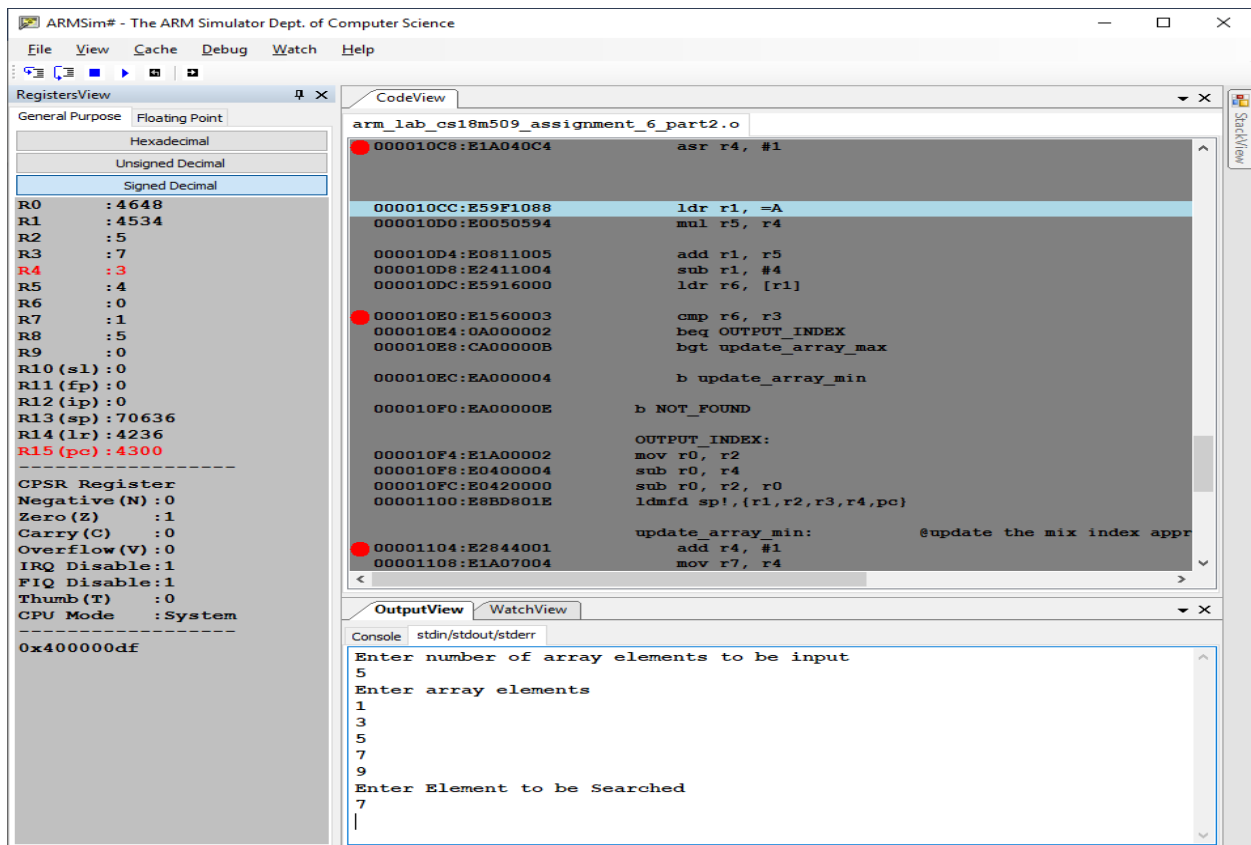 ARMSim# - The ARM Simulator Dept. of Computer Science
File View Cache Debug Watch Help
RegistersView
General Purpose Floating Point
Hexadecimal
Unsigned Decimal
Signed Decimal
R0 :4648
R1 :4534
R2 :5
R3 :7
R4 :3
R5 :4
R6 :0
R7 :1
R8 :5
R9 :0
R10(sl):0
R11(fp):0
R12(ip):0
R13(sp):70636
R14(lr):4236
R15(pc):4300
-------------------
CPSR Register
Negative(N):0
Zero(Z) :1
Carry(C) :0
Overflow(V):0
IRQ Disable:1
FIQ Disable:1
Thumb(T) :0
CPU Mode :System
-------------------
0x400000df
CodeView
arm_lab_cs18m509_assignment_6_part2.o
000010C8:E1A040C4 asr r4, #1
000010CC:E59F1088 ldr r1, =A
000010D0:E0050594 mul r5, r4
000010D4:E0811005 add r1, r5
000010D8:E2411004 sub r1, #4
000010DC:E5916000 ldr r6, [r1]
000010E0:E1560003 cmp r6, r3
000010E4:0A000002 beq OUTPUT_INDEX
000010E8:CA00000B bgt update_array_max
000010EC:EA000004 b update_array_min
000010F0:EA00000E b NOT_FOUND
OUTPUT_INDEX:
000010F4:E1A00002 mov r0, r2
000010F8:E0400004 sub r0, r4
000010FC:E0420000 sub r0, r2, r0
00001100:E8BD801E ldmfd sp!,{r1,r2,r3,r4,pc}
update_array_min: @update the mix index appr
00001104:E2844001 add r4, #1
00001108:E1A07004 mov r7, r4
StackView
OutputView WatchView
Console stdin/stdout/stderr
Enter number of array elements to be input
5
Enter array elements
1
3
5
7
9
Enter Element to be Searched
7